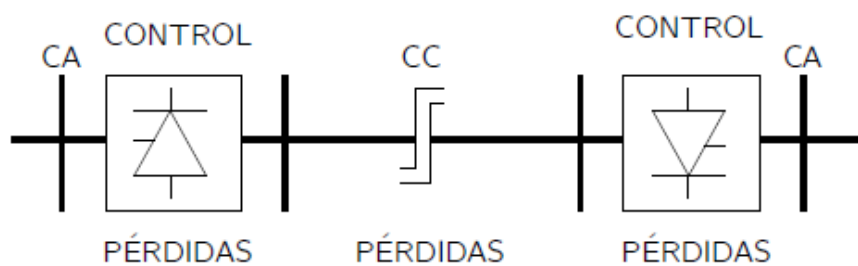 CONTROL
CONTROL
CA
CC
CA
PÉRDIDAS
PÉRDIDAS
PÉRDIDAS